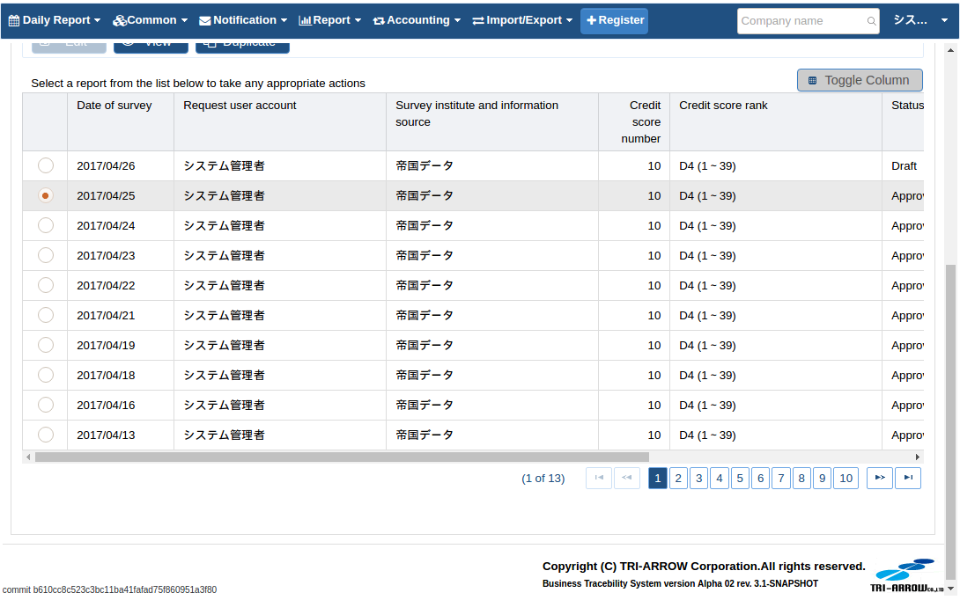 Daily Report Common Notification Report Accounting Import/Export Register Company name シス...
Edit View Duplicate
Select a report from the list below to take any appropriate actions Toggle Column
Date of survey Request user account Survey institute and information source Credit score number Credit score rank Status
2017/04/26 システム管理者 帝国データ 10 D4 (1 ~ 39) Draft
2017/04/25 システム管理者 帝国データ 10 D4 (1 ~ 39) Approv
2017/04/24 システム管理者 帝国データ 10 D4 (1 ~ 39) Approv
2017/04/23 システム管理者 帝国データ 10 D4 (1 ~ 39) Approv
2017/04/22 システム管理者 帝国データ 10 D4 (1 ~ 39) Approv
2017/04/21 システム管理者 帝国データ 10 D4 (1 ~ 39) Approv
2017/04/19 システム管理者 帝国データ 10 D4 (1 ~ 39) Approv
2017/04/18 システム管理者 帝国データ 10 D4 (1 ~ 39) Approv
2017/04/16 システム管理者 帝国データ 10 D4 (1 ~ 39) Approv
2017/04/13 システム管理者 帝国データ 10 D4 (1 ~ 39) Approv
(1 of 13) 1 2 3 4 5 6 7 8 9 10
Copyright (C) TRI-ARROW Corporation.All rights reserved.
Business Tracebility System version Alpha 02 rev. 3.1-SNAPSHOT
TRI-ARROW CO.,LTD
commit b610cc8c523c3bc11ba41fafad75f860951a3f80